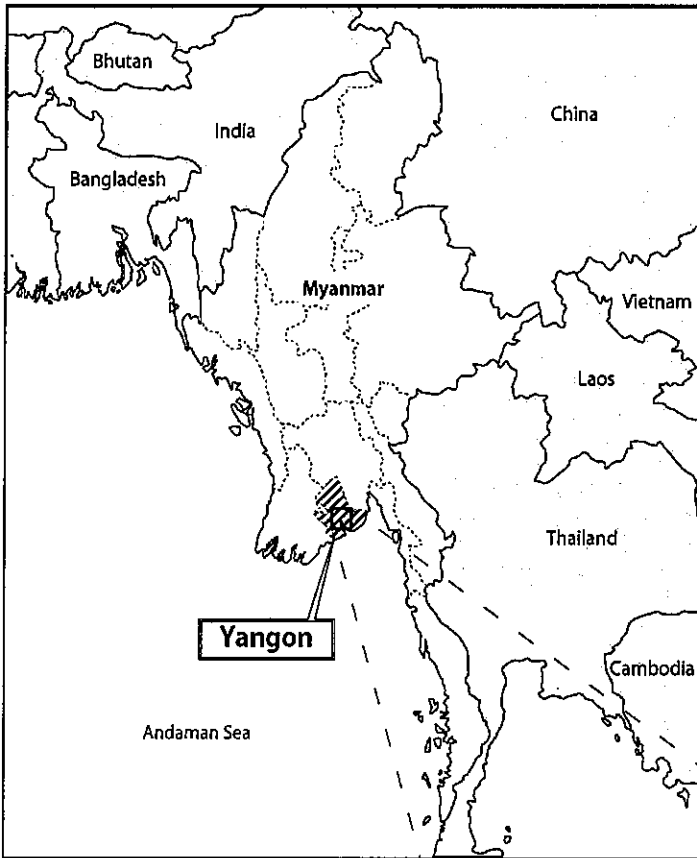 Bhutan
China
India
Bangladesh
Myanmar
Vietnam
Laos
Thailand
Yangon
Cambodia
Andaman Sea